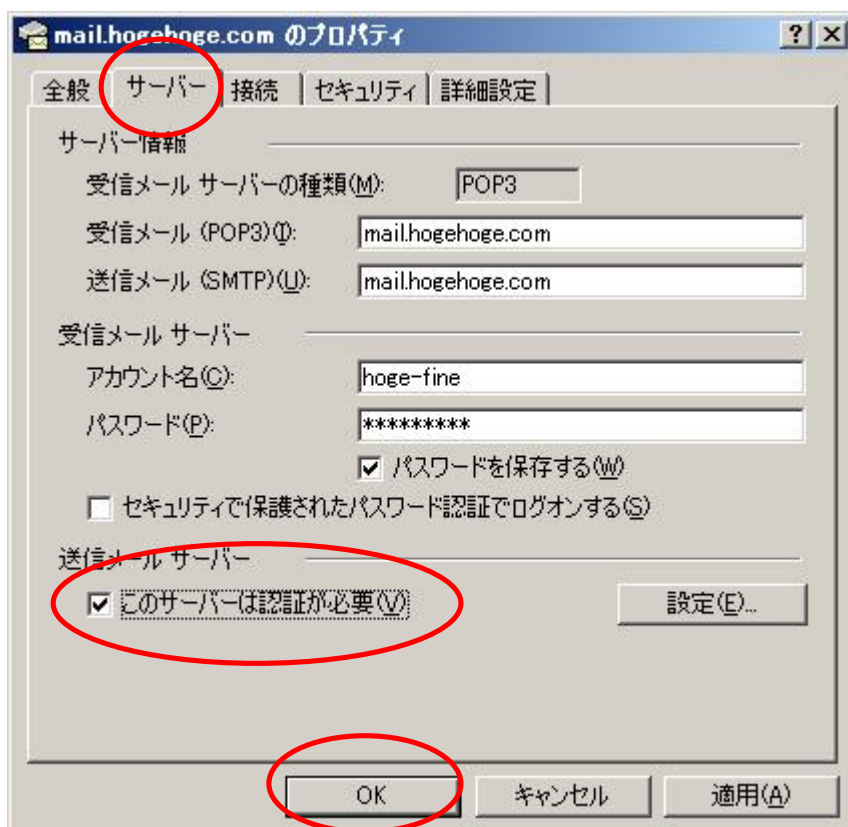 mail.hogehoge.com のプロパティ
全般 サーバー 接続 セキュリティ 詳細設定
サーバー情報
受信メール サーバーの種類(M): POP3
受信メール (POP3)(I): mail.hogehoge.com
送信メール (SMTP)(U): mail.hogehoge.com
受信メール サーバー
アカウント名(C): hoge-fine
パスワード(P): *********
パスワードを保存する(W)
セキュリティで保護されたパスワード認証でログオンする(S)
送信メール サーバー
このサーバーは認証が必要(V) 設定(E)...
OK キャンセル 適用(A)